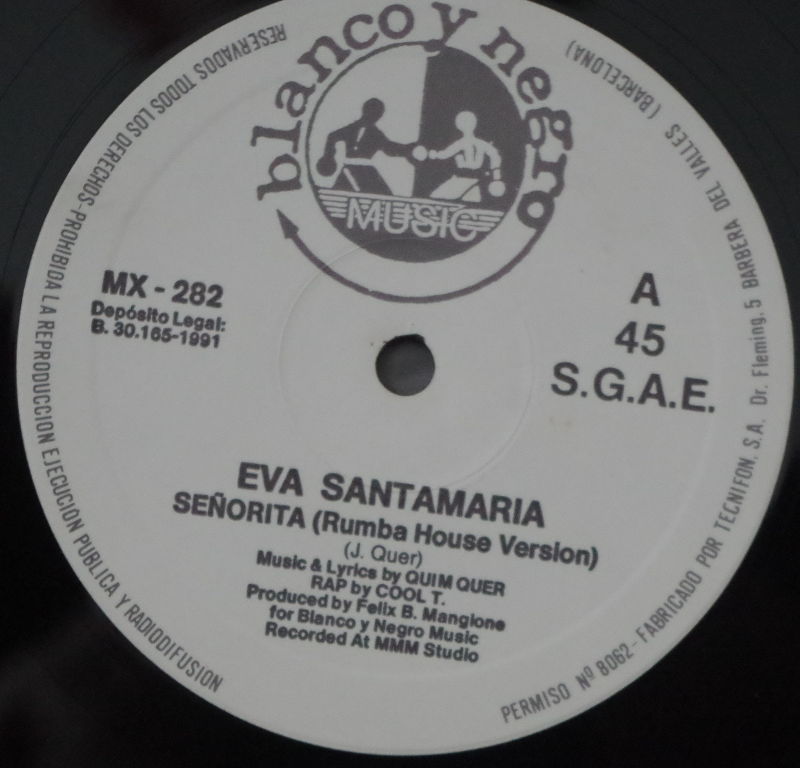 blanco y negro
MUSIC
MX - 282
Depósito Legal:
B. 30.165-1991
A
45
S.G.A.E.
EVA SANTAMARIA
SEÑORITA (Rumba House Version)
(J. Quer)
Music & Lyrics by QUIM QUER
RAP by COOL T.
Produced by Felix B. Mangione
for Blanco y Negro Music
Recorded At MMM Studio
RESERVADOS TODOS LOS DERECHOS-PROHIBIDA LA REPRODUCCION EJECUCION PUBLICA Y RADIODIFUSION
PERMISO Nº 8062-FABRICADO POR TECNIFON, S.A. Dr. Fleming, 5 BARBERA DEL VALLES (BARCELONA)